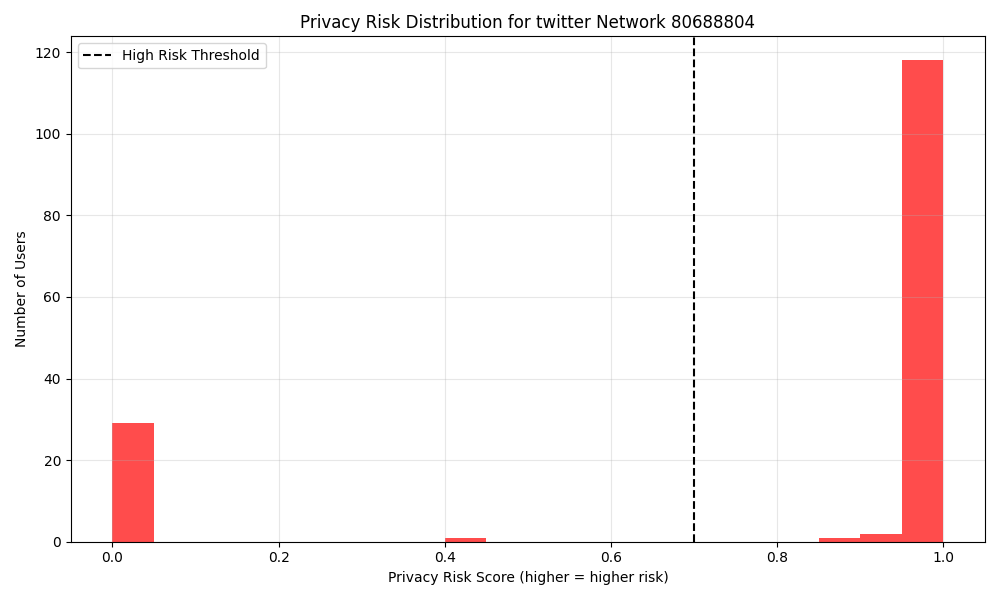 Privacy Risk Distribution for twitter Network 80688804
High Risk Threshold
120
100
80
60
40
20
0
Number of Users
0.0 0.2 0.4 0.6 0.8 1.0
Privacy Risk Score (higher = higher risk)